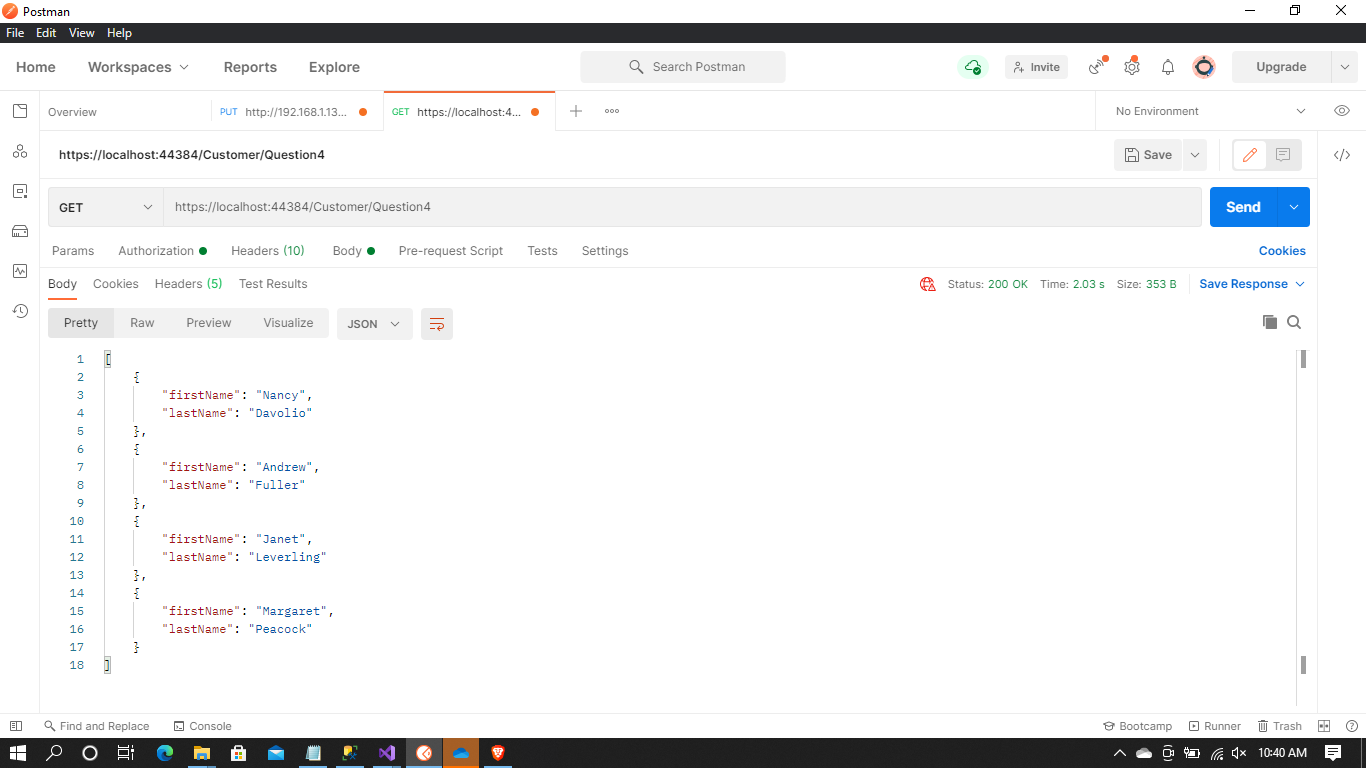 Postman
File Edit View Help
Home Workspaces Reports Explore Search Postman Invite Upgrade
Overview PUT http://192.168.1.13... GET https://localhost:4... No Environment
https://localhost:44384/Customer/Question4 Save
GET https://localhost:44384/Customer/Question4 Send
Params Authorization Headers (10) Body Pre-request Script Tests Settings Cookies
Body Cookies Headers (5) Test Results Status: 200 OK Time: 2.03 s Size: 353 B Save Response
Pretty Raw Preview Visualize JSON
1 [
2 {
3 "firstName": "Nancy",
4 "lastName": "Davolio"
5 },
6 {
7 "firstName": "Andrew",
8 "lastName": "Fuller"
9 },
10 {
11 "firstName": "Janet",
12 "lastName": "Leverling"
13 },
14 {
15 "firstName": "Margaret",
16 "lastName": "Peacock"
17 }
18 ]
Find and Replace Console Bootcamp Runner Trash
10:40 AM